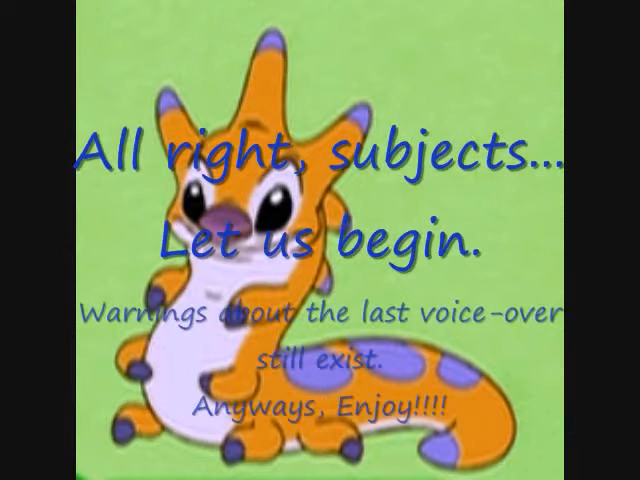 All right, subjects...
Let us begin.
Warnings about the last voice-over
still exist.
Anyways, Enjoy!!!!